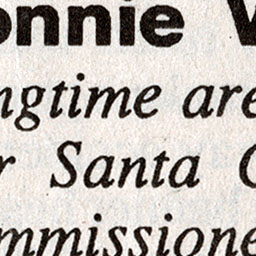 onnie W
ngtime are
r Santa C
mmissione